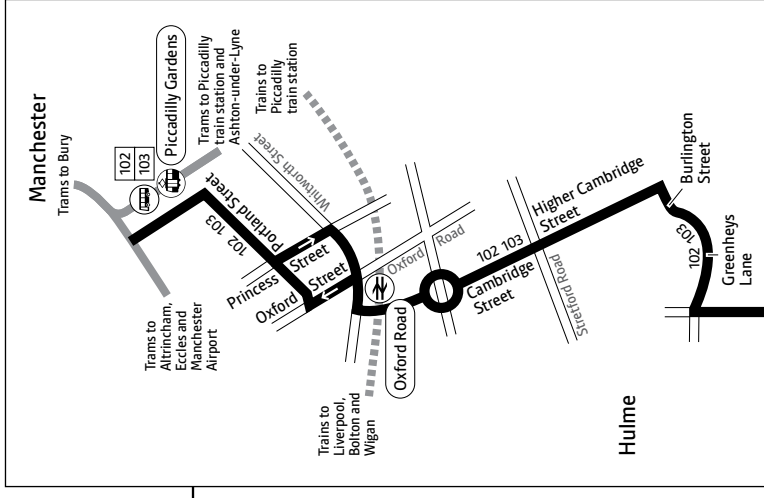 Manchester
Trams to Bury
102
103
Piccadilly Gardens
Trams to Piccadilly
train station and
Ashton-under-Lyne
Trains to
Piccadilly
train station
Whitworth Street
Portland Street
102 103
Princess
Street
Oxford
Street
Trams to
Altrincham,
Eccles and
Manchester
Airport
Oxford
Road
Oxford Road
Trains to
Liverpool,
Bolton and
Wigan
102 103
Cambridge
Street
Higher Cambridge
Street
Stretford Road
Burlington
Street
102
103
Greenheys
Lane
Hulme